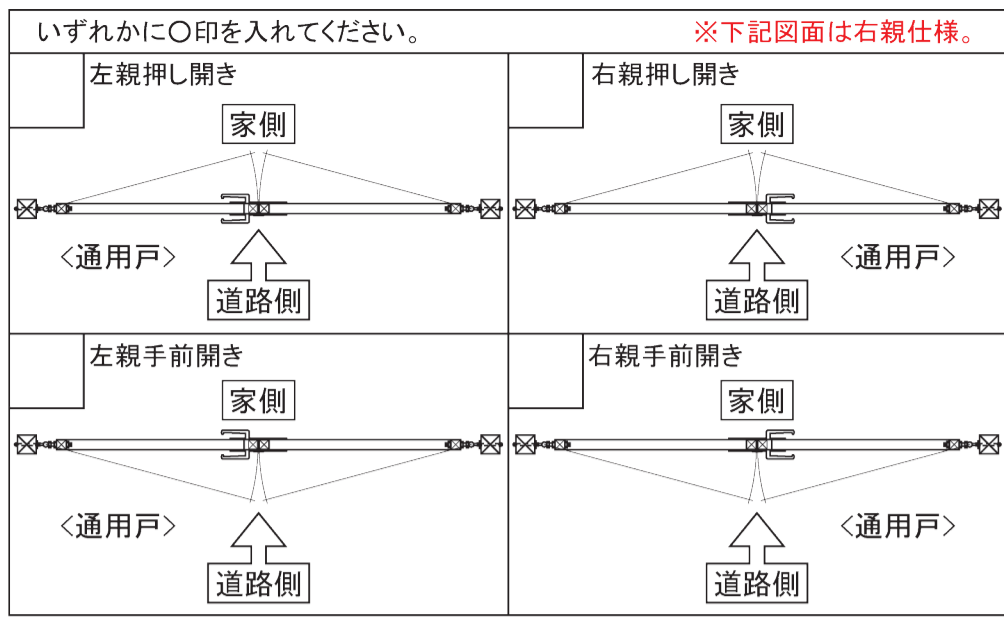 いずれかに○印を入れてください。
※下記図面は右親仕様。
左親押し開き
家側
<通用戸>
道路側
右親押し開き
家側
<通用戸>
道路側
左親手前開き
家側
<通用戸>
道路側
右親手前開き
家側
<通用戸>
道路側